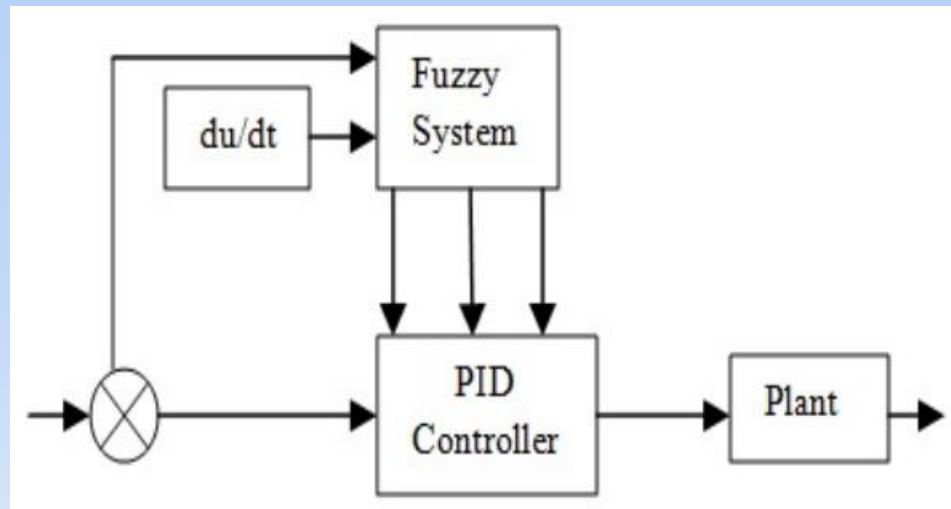 Fuzzy
System
du/dt
PID
Controller
Plant